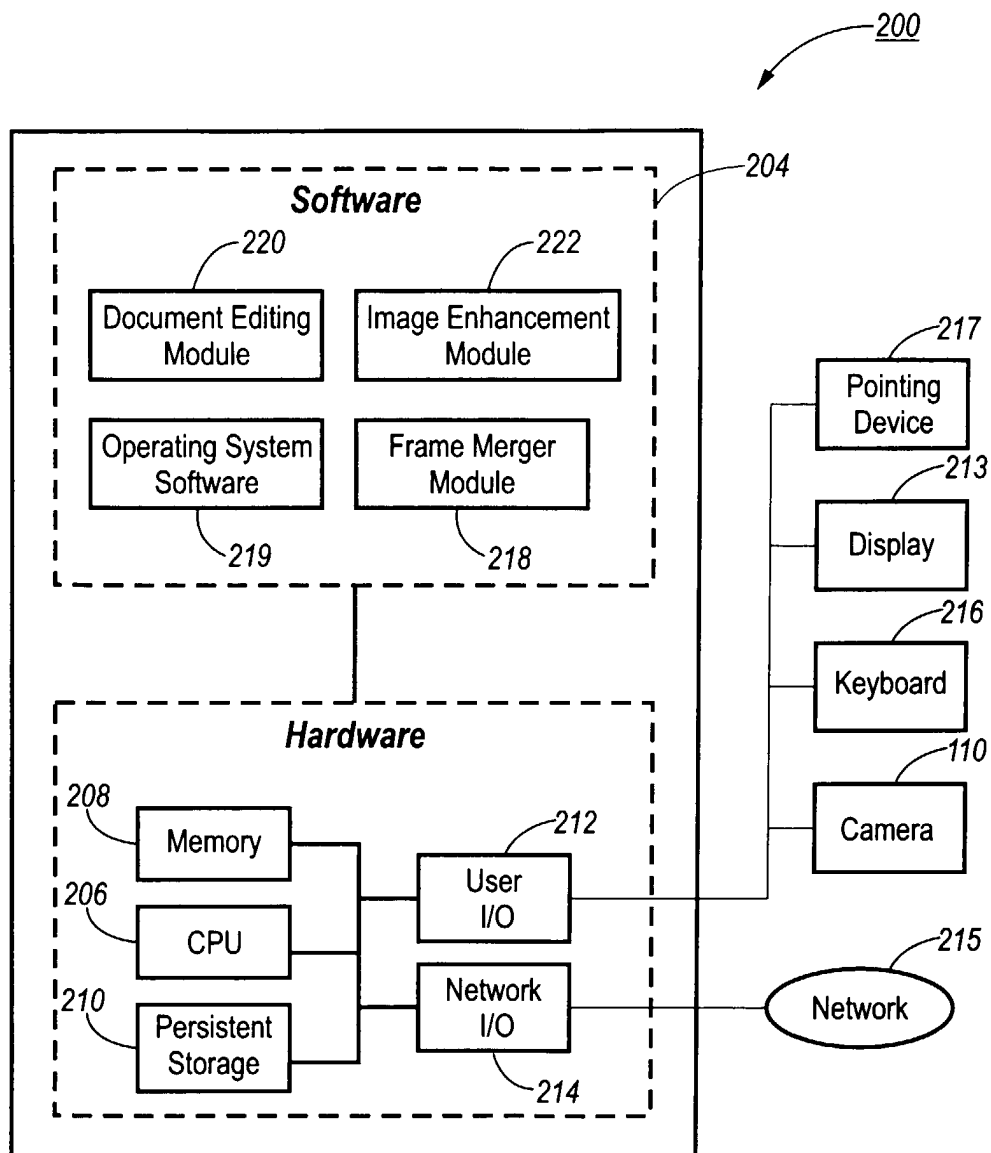 200
204
Software
220
222
Document Editing
Module
Image Enhancement
Module
Operating System
Software
Frame Merger
Module
219
218
217
Pointing
Device
213
Display
216
Keyboard
110
Camera
215
Network
Hardware
208
Memory
206
CPU
210
Persistent
Storage
212
User
I/O
Network
I/O
214